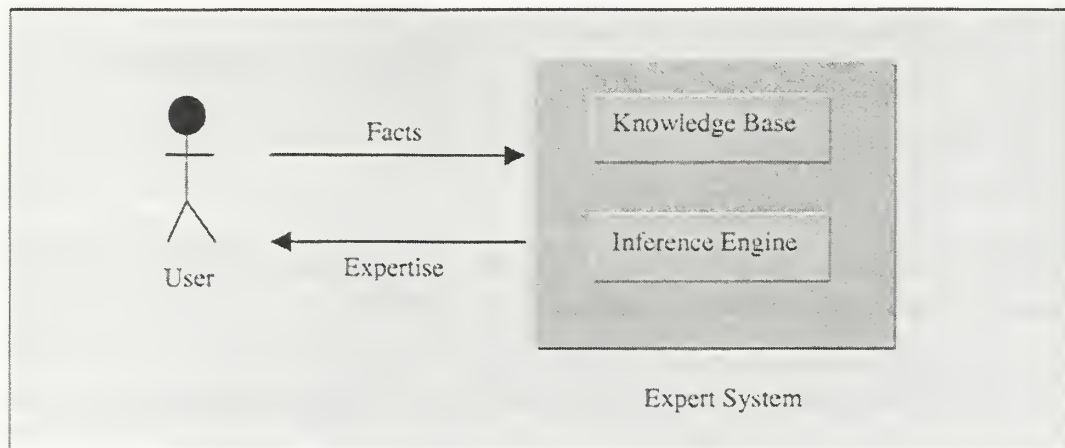 Facts
Knowledge Base
Inference Engine
Expertise
User
Expert System